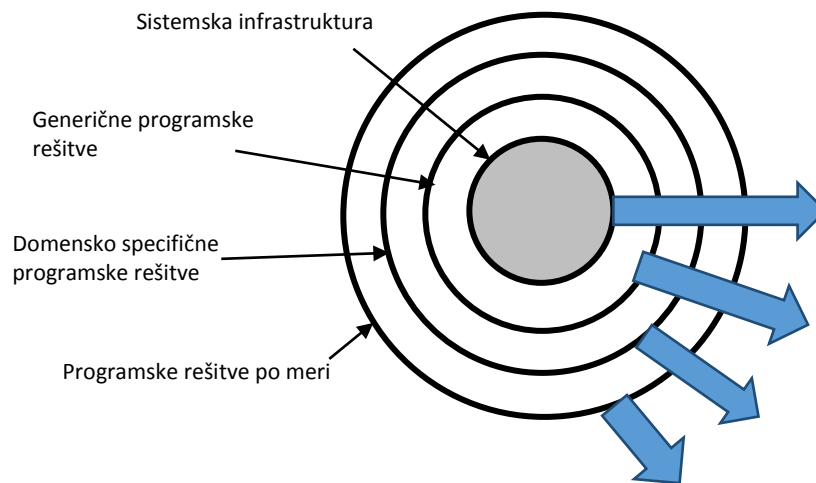 Sistemska infrastruktura
Generične programske
rešitve
Domensko specifične
programske rešitve
Programske rešitve po meri